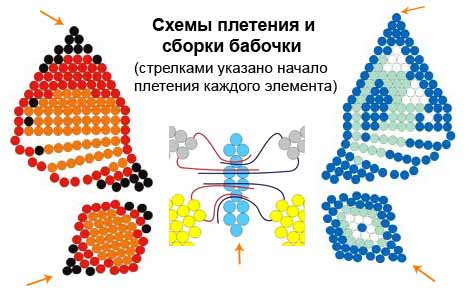 Схемы плетения и
сборки бабочки
(стрелками указано начало
плетения каждого элемента)